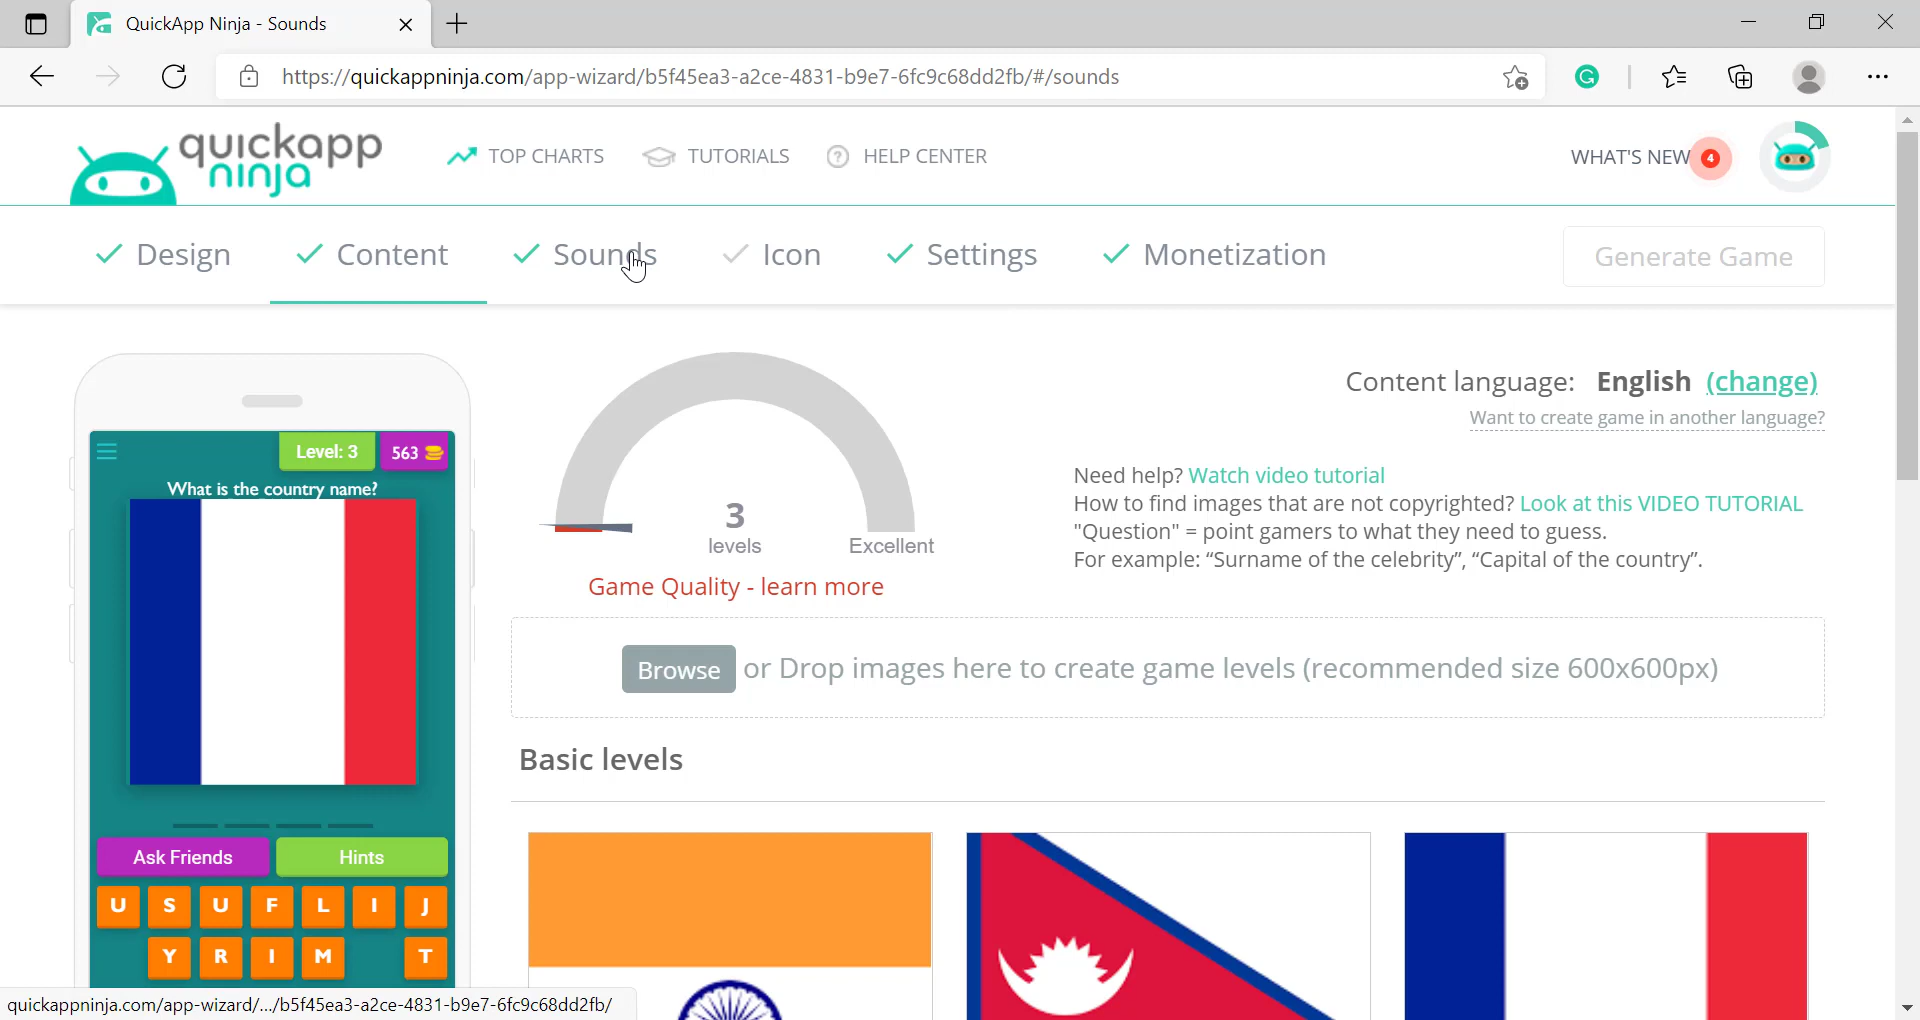 QuickApp Ninja - Sounds
https://quickappninja.com/app-wizard/b5f45ea3-a2ce-4831-b9e7-6fc9c68dd2fb/#/sounds
quickapp
ninja
TOP CHARTS
TUTORIALS
HELP CENTER
WHAT'S NEW
4
Design
Content
Sounds
Icon
Settings
Monetization
Generate Game
Content language: English (change)
Want to create game in another language?
Need help? Watch video tutorial
How to find images that are not copyrighted? Look at this VIDEO TUTORIAL
"Question" = point gamers to what they need to guess.
For example: “Surname of the celebrity”, “Capital of the country”.
3
levels
Excellent
Game Quality - learn more
Level: 3
563
What is the country name?
Browse or Drop images here to create game levels (recommended size 600x600px)
Basic levels
Ask Friends
Hints
U S U F L I J
Y R I M T
quickappninja.com/app-wizard/.../b5f45ea3-a2ce-4831-b9e7-6fc9c68dd2fb/